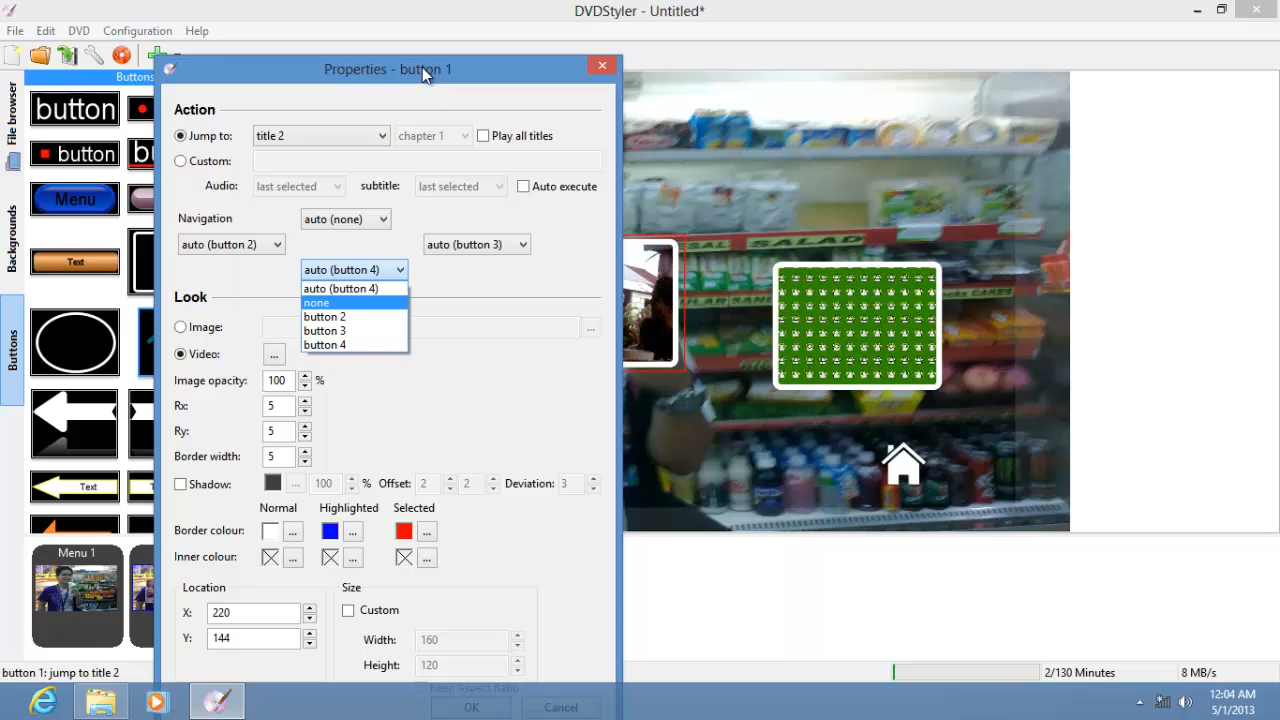 DVDStyler - Untitled*
File Edit DVD Configuration Help
Buttons
Properties - button 1
File browser
Backgrounds
Buttons
button
button
Menu
Text
Text
Action
Jump to: title 2 chapter 1 Play all titles
Custom:
Audio: last selected subtitle: last selected Auto execute
Navigation auto (none)
auto (button 2) auto (button 3)
auto (button 4)
auto (button 4)
none
button 2
button 3
button 4
Look
Image: ...
Video: ...
Image opacity: 100 %
Rx: 5
Ry: 5
Border width: 5
Shadow: ... 100 % Offset: 2 2 Deviation: 3
Normal Highlighted Selected
Border colour: ... ... ...
Inner colour: ... ... ...
Location Size
X: 220 Custom
Y: 144 Width: 160
Height: 120
Keep Aspect Ratio
OK Cancel
SALAD
Menu 1
button 1: jump to title 2
2/130 Minutes 8 MB/s
12:04 AM
5/1/2013